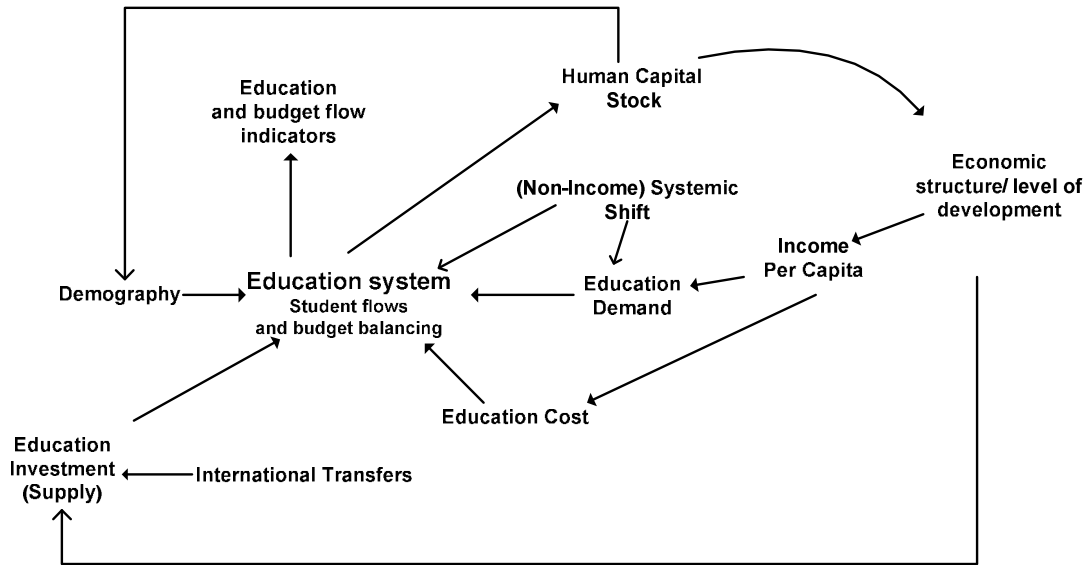 Human Capital
Stock
Education
and budget flow
indicators
Economic
structure/ level of
development
(Non-Income) Systemic
Shift
Income
Per Capita
Education system
Student flows
and budget balancing
Demography
Education
Demand
Education Cost
Education
Investment
(Supply)
International Transfers